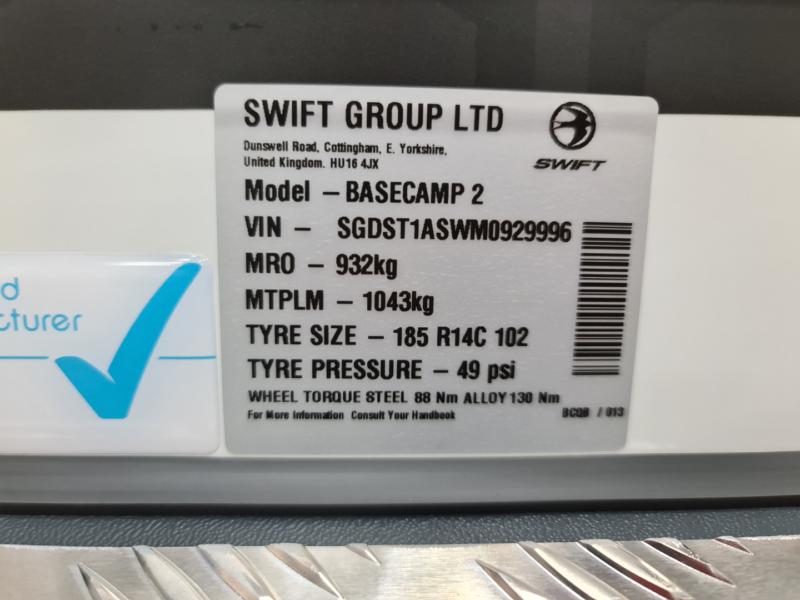 SWIFT GROUP LTD
Dunswell Road, Cottingham, E. Yorkshire,
United Kingdom. HU16 4JX
SWIFT
Model – BASECAMP 2
VIN – SGDST1ASWM0929996
MRO – 932kg
MTPLM – 1043kg
TYRE SIZE – 185 R14C 102
TYRE PRESSURE – 49 psi
WHEEL TORQUE STEEL 88 Nm ALLOY 130 Nm
For More Information Consult Your Handbook
d
cturer